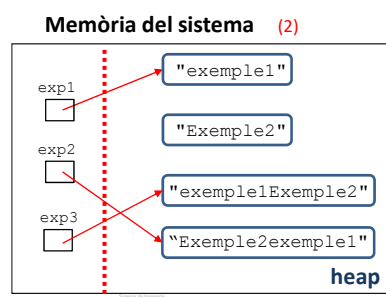 Memòria del sistema (2)
"exemple1"
exp1
"Exemple2"
exp2
"exemple1Exemple2"
exp3
“Exemple2exemple1"
heap